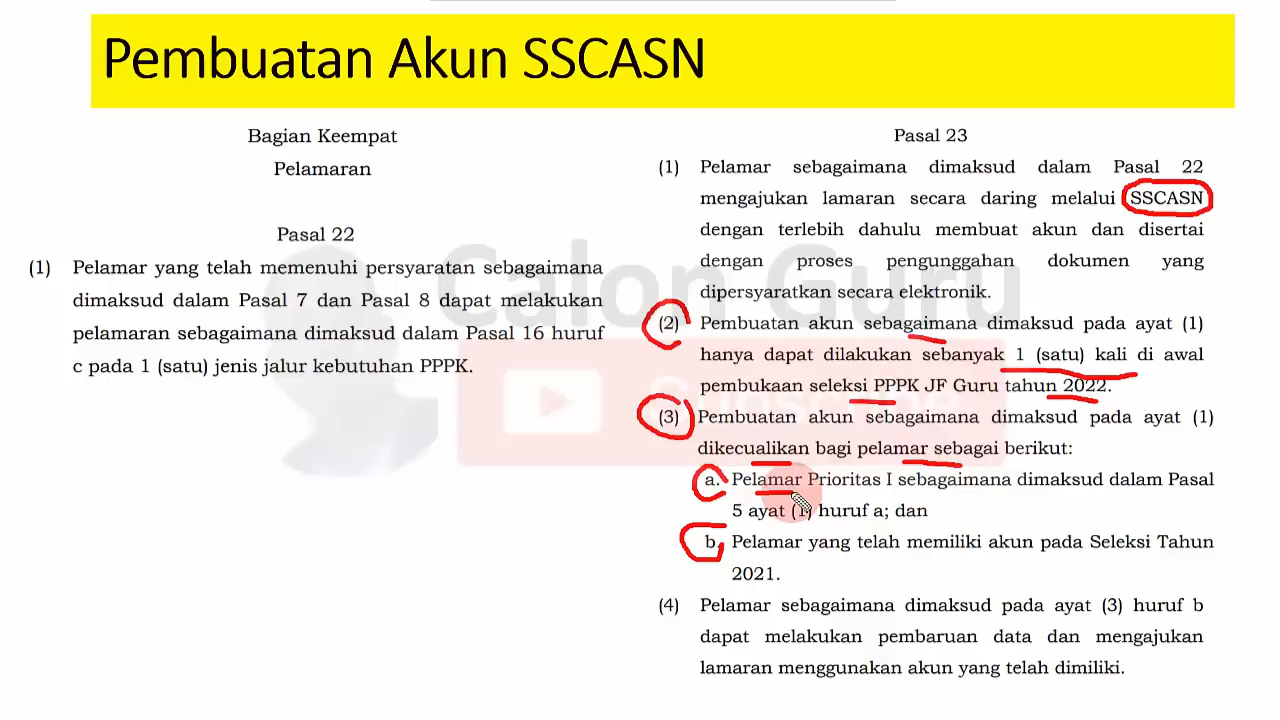 Pembuatan Akun SSCASN
Bagian Keempat
Pelamaran
Pasal 22
(1) Pelamar yang telah memenuhi persyaratan sebagaimana
dimaksud dalam Pasal 7 dan Pasal 8 dapat melakukan
pelamaran sebagaimana dimaksud dalam Pasal 16 huruf
c pada 1 (satu) jenis jalur kebutuhan PPPK.
Pasal 23
(1) Pelamar sebagaimana dimaksud dalam Pasal 22
mengajukan lamaran secara daring melalui SSCASN
dengan terlebih dahulu membuat akun dan disertai
dengan proses pengunggahan dokumen yang
dipersyaratkan secara elektronik.
(2) Pembuatan akun sebagaimana dimaksud pada ayat (1)
hanya dapat dilakukan sebanyak 1 (satu) kali di awal
pembukaan seleksi PPPK JF Guru tahun 2022.
(3) Pembuatan akun sebagaimana dimaksud pada ayat (1)
dikecualikan bagi pelamar sebagai berikut:
a. Pelamar Prioritas I sebagaimana dimaksud dalam Pasal
5 ayat (1) huruf a; dan
b. Pelamar yang telah memiliki akun pada Seleksi Tahun
2021.
(4) Pelamar sebagaimana dimaksud pada ayat (3) huruf b
dapat melakukan pembaruan data dan mengajukan
lamaran menggunakan akun yang telah dimiliki.
Calon Guru
Subscribe